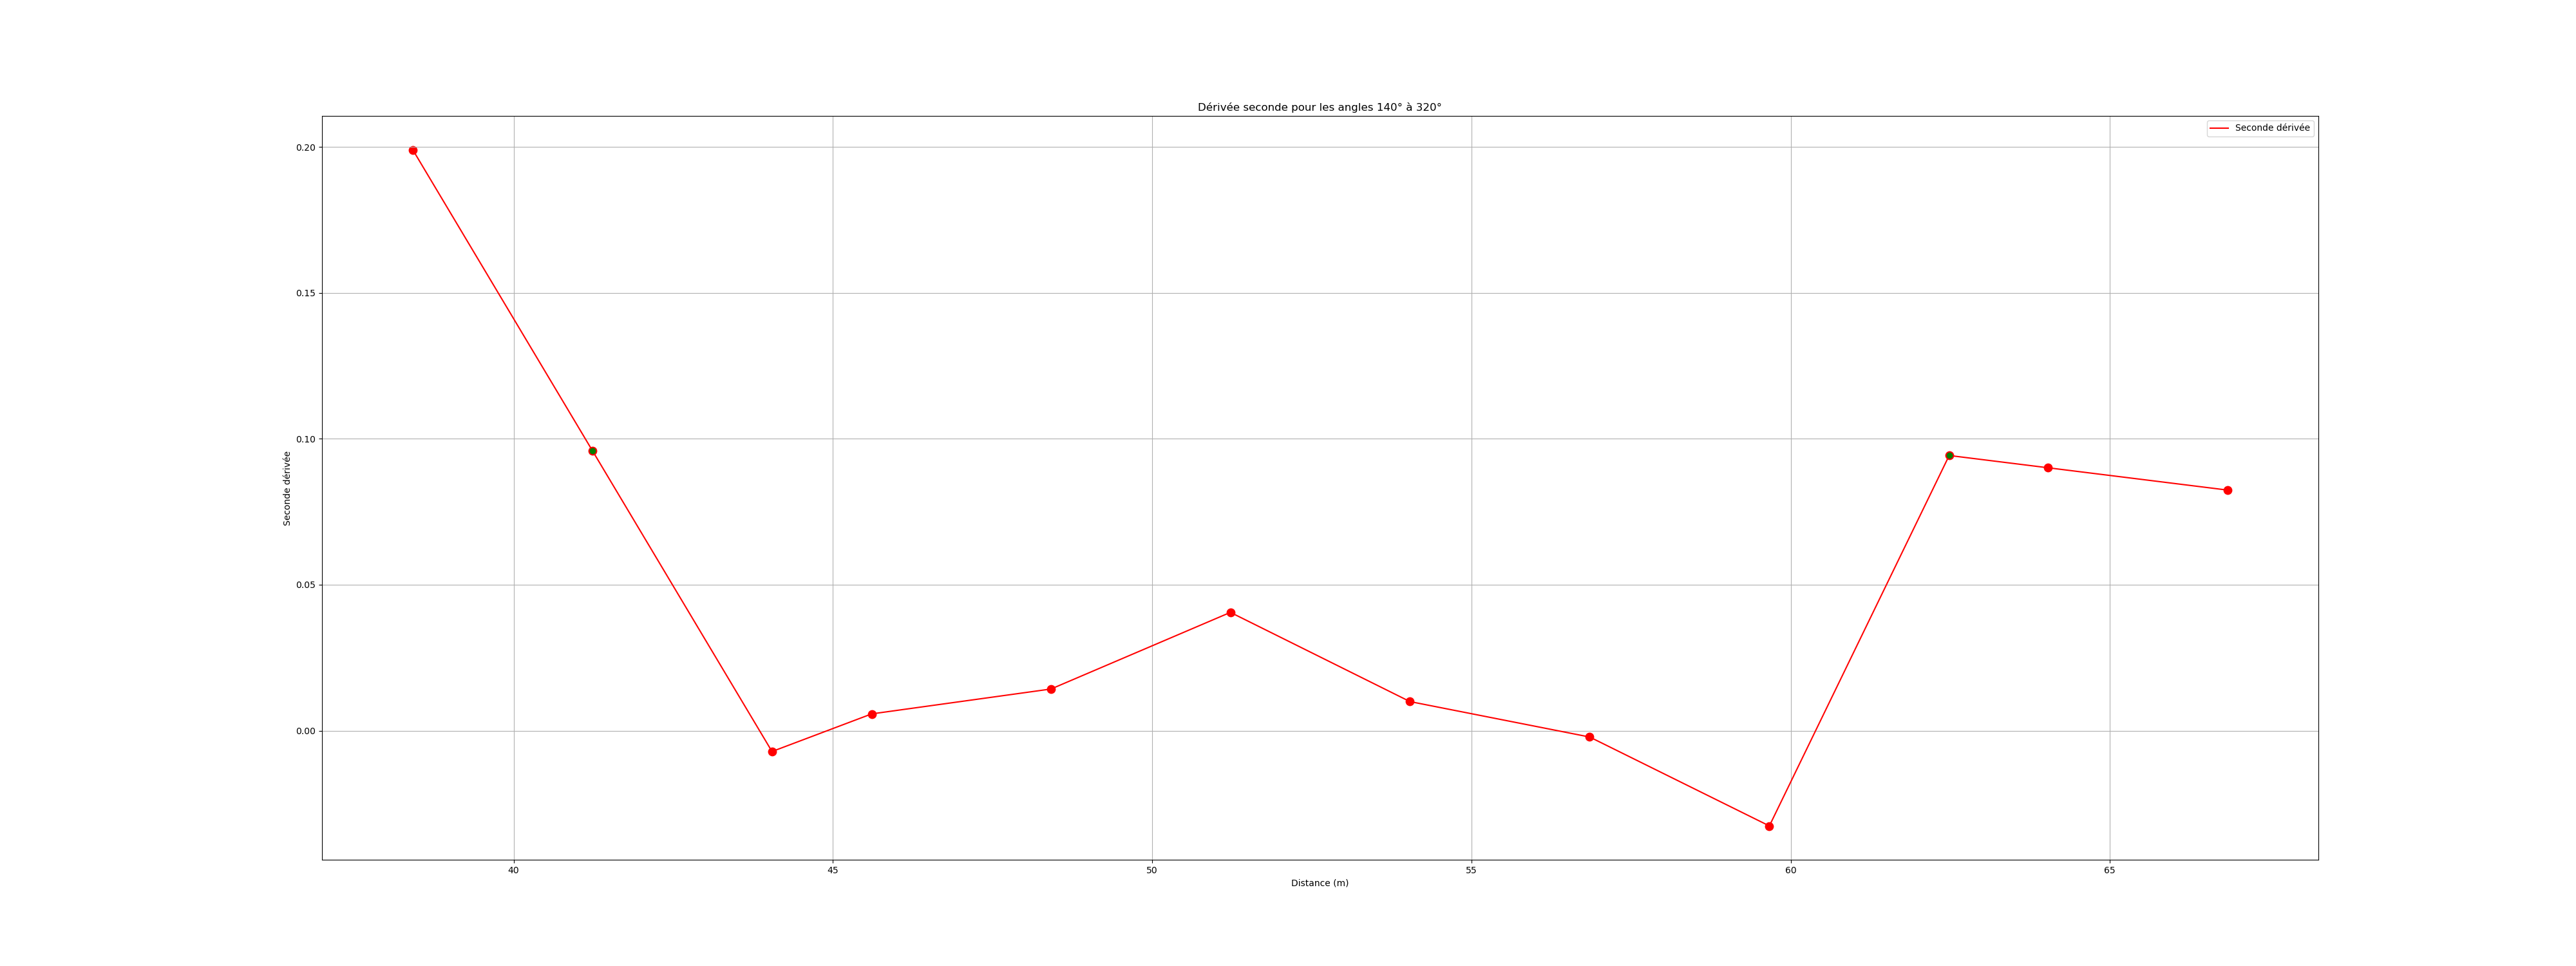 Dérivée seconde pour les angles 140° à 320°
Seconde dérivée
0.20
0.15
0.10
0.05
0.00
Seconde dérivée
40
45
50
55
60
65
Distance (m)